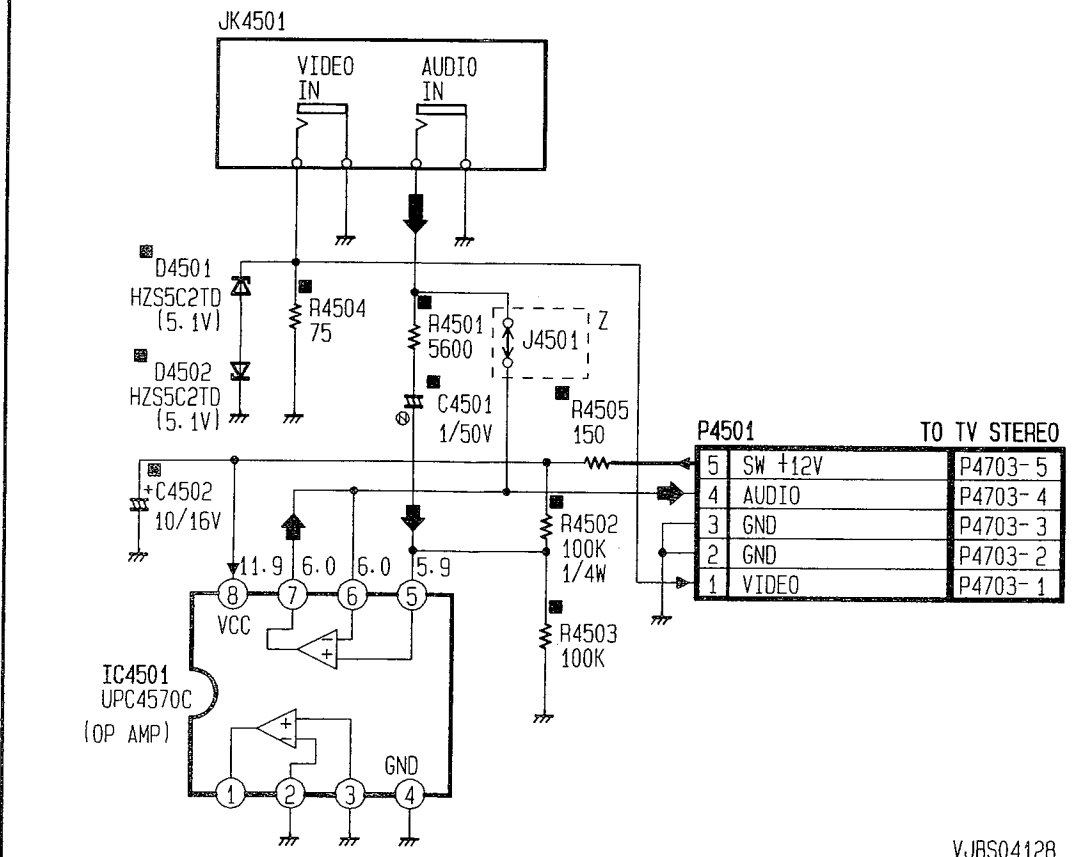 JK4501
VIDEO IN
AUDIO IN
D4501
HZS5C2TD
(5.1V)
R4504
75
R4501
5600
J4501
Z
D4502
HZS5C2TD
(5.1V)
C4501
1/50V
N
R4505
150
P4501 TO TV STEREO
5 SW +12V P4703-5
4 AUDIO P4703-4
3 GND P4703-3
2 GND P4703-2
1 VIDEO P4703-1
+C4502
10/16V
R4502
100K
1/4W
11.9 6.0 6.0 5.9
8 7 6 5
VCC
- +
R4503
100K
IC4501
UPC4570C
(OP AMP)
+ -
GND
1 2 3 4
VJBS04128